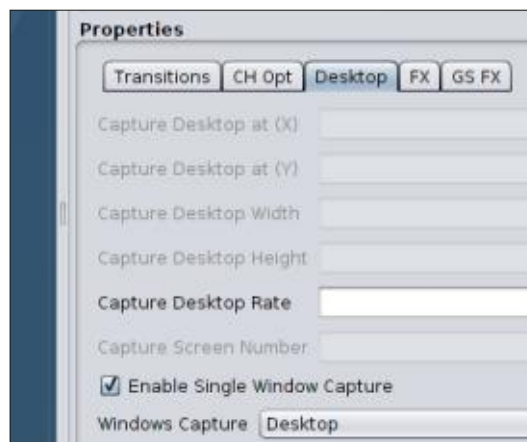 Properties
Transitions CH Opt Desktop FX GS FX
Capture Desktop at (X)
Capture Desktop at (Y)
Capture Desktop Width
Capture Desktop Height
Capture Desktop Rate
Capture Screen Number
Enable Single Window Capture
Windows Capture Desktop